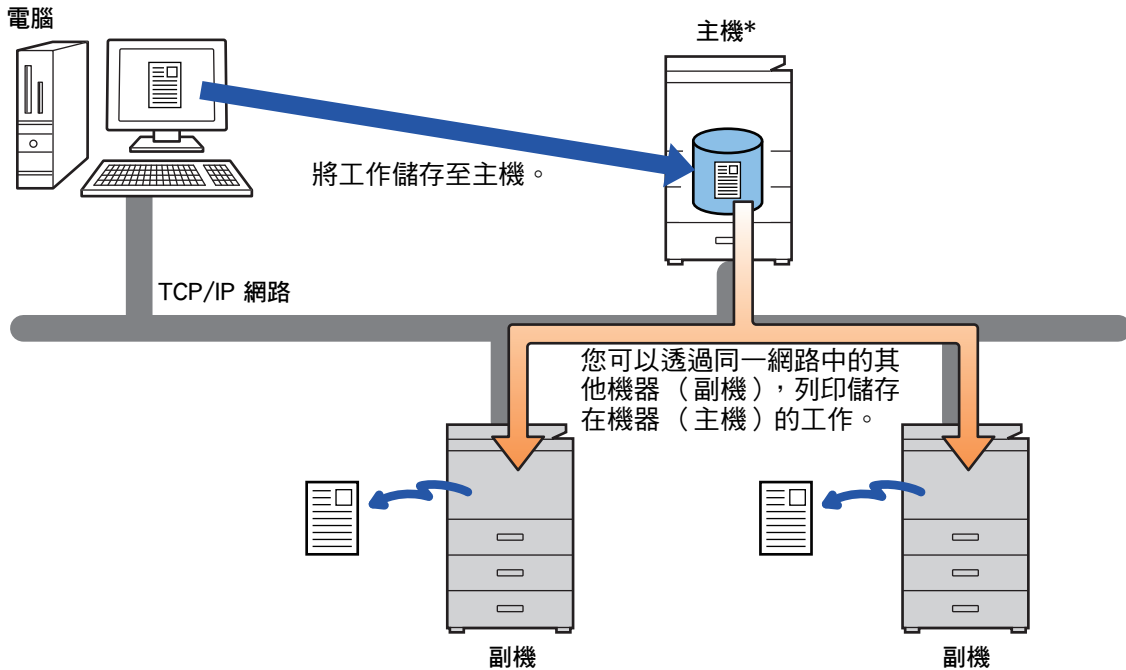 電腦
主機*
將工作儲存至主機。
TCP/IP 網路
您可以透過同一網路中的其
他機器（副機），列印儲存
在機器（主機）的工作。
副機
副機